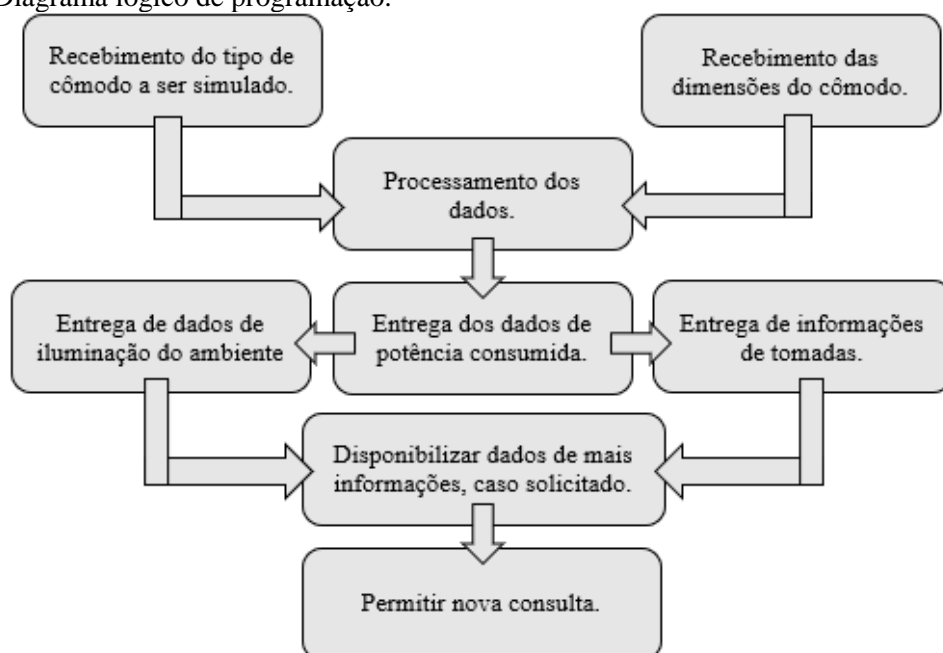 Diagrama lógico de programação.
Recebimento do tipo de
cômodo a ser simulado.
Recebimento das
dimensões do cômodo.
Processamento dos
dados.
Entrega de dados de
iluminação do ambiente
Entrega dos dados de
potência consumida.
Entrega de informações
de tomadas.
Disponibilizar dados de mais
informações, caso solicitado.
Permitir nova consulta.